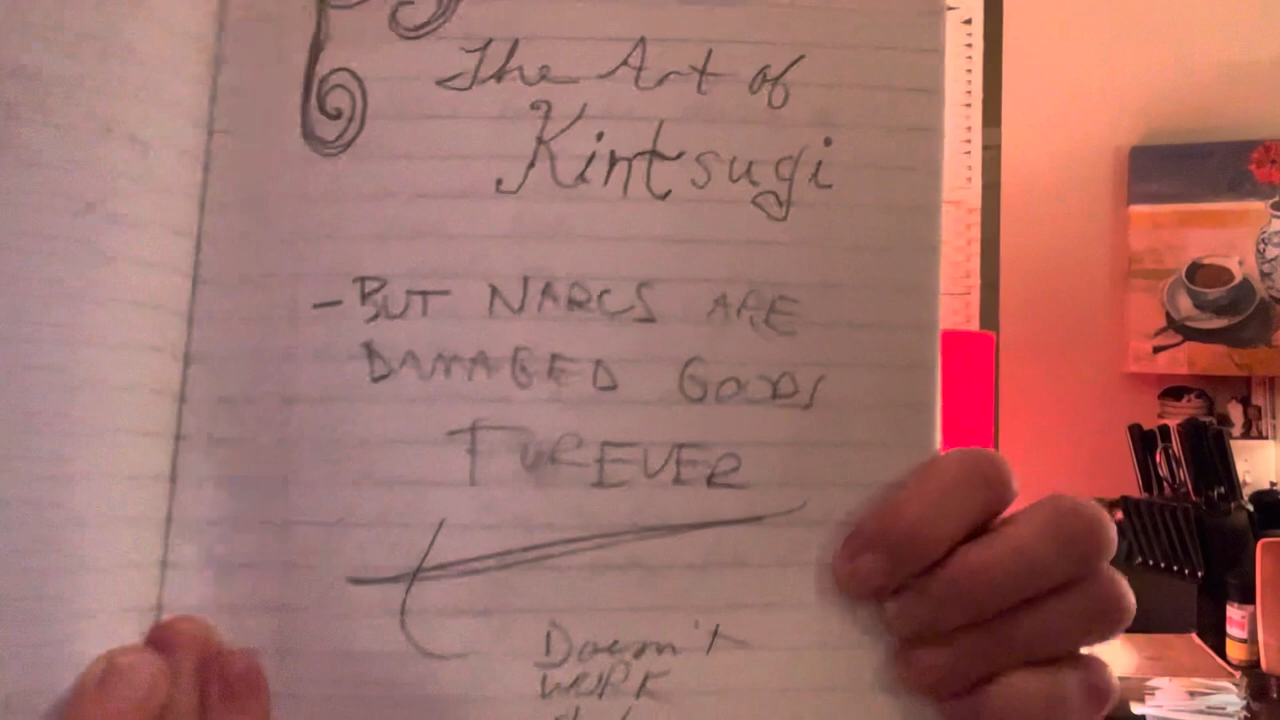 The Art of
Kintsugi
- BUT NARCS ARE
DAMAGED GOODS
FOREVER
Doesn't
WORK